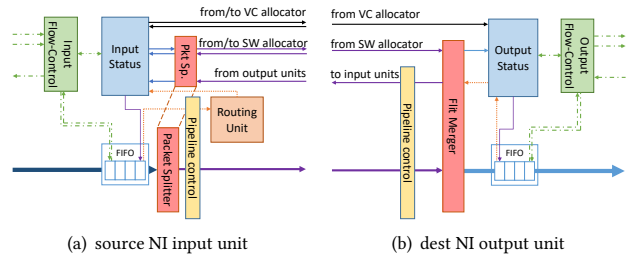 Input
Flow-Control
Input
Status
from/to VC allocator
from/to SW allocator
Pkt Sp.
from output units
Routing
Unit
FIFO
Packet Splitter
Pipeline control
(a) source NI input unit
from VC allocator
from SW allocator
to input units
Pipeline control
Flit Merger
Output
Status
Output
Flow-Control
FIFO
(b) dest NI output unit